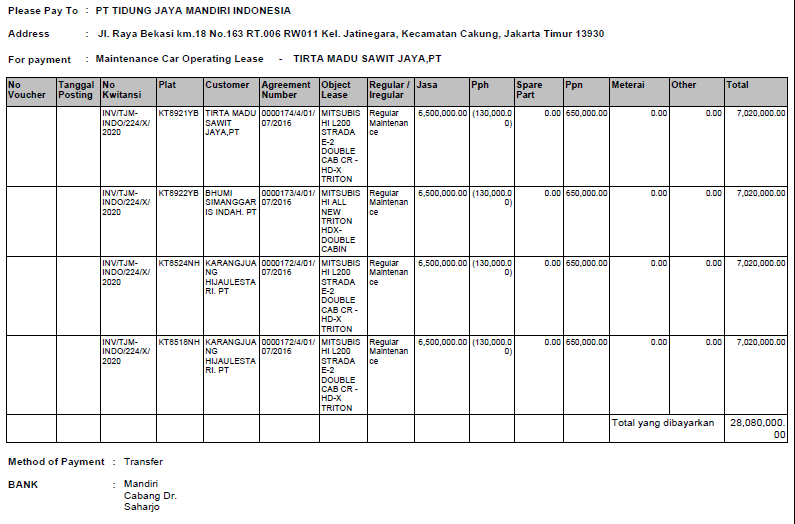 Please Pay To : PT TIDUNG JAYA MANDIRI INDONESIA
Address : Jl. Raya Bekasi km.18 No.163 RT.006 RW011 Kel. Jatinegara, Kecamatan Cakung, Jakarta Timur 13930
For payment : Maintenance Car Operating Lease - TIRTA MADU SAWIT JAYA,PT
No Voucher Tanggal Posting No Kwitansi Plat Customer Agreement Number Object Lease Regular / Iregular Jasa Pph Spare Part Ppn Meterai Other Total
INV/TJM-INDO/224/X/2020 KT8921YB TIRTA MADU SAWIT JAYA,PT 0000174/4/01/07/2016 MITSUBISHI L200 STRADA E-2 DOUBLE CAB CR - HD-X TRITON Regular Maintenance 6,500,000.00 (130,000.00) 0.00 650,000.00 0.00 0.00 7,020,000.00
INV/TJM-INDO/224/X/2020 KT8922YB BHUMI SIMANGGARIS INDAH. PT 0000173/4/01/07/2016 MITSUBISHI ALL NEW TRITON HDX-DOUBLE CABIN Regular Maintenance 6,500,000.00 (130,000.00) 0.00 650,000.00 0.00 0.00 7,020,000.00
INV/TJM-INDO/224/X/2020 KT8524NH KARANGJUANG HIJAULESTARI. PT 0000172/4/01/07/2016 MITSUBISHI L200 STRADA E-2 DOUBLE CAB CR - HD-X TRITON Regular Maintenance 6,500,000.00 (130,000.00) 0.00 650,000.00 0.00 0.00 7,020,000.00
INV/TJM-INDO/224/X/2020 KT8518NH KARANGJUANG HIJAULESTARI. PT 0000172/4/01/07/2016 MITSUBISHI L200 STRADA E-2 DOUBLE CAB CR - HD-X TRITON Regular Maintenance 6,500,000.00 (130,000.00) 0.00 650,000.00 0.00 0.00 7,020,000.00
Total yang dibayarkan 28,080,000.00
Method of Payment : Transfer
BANK : Mandiri
Cabang Dr.
Saharjo